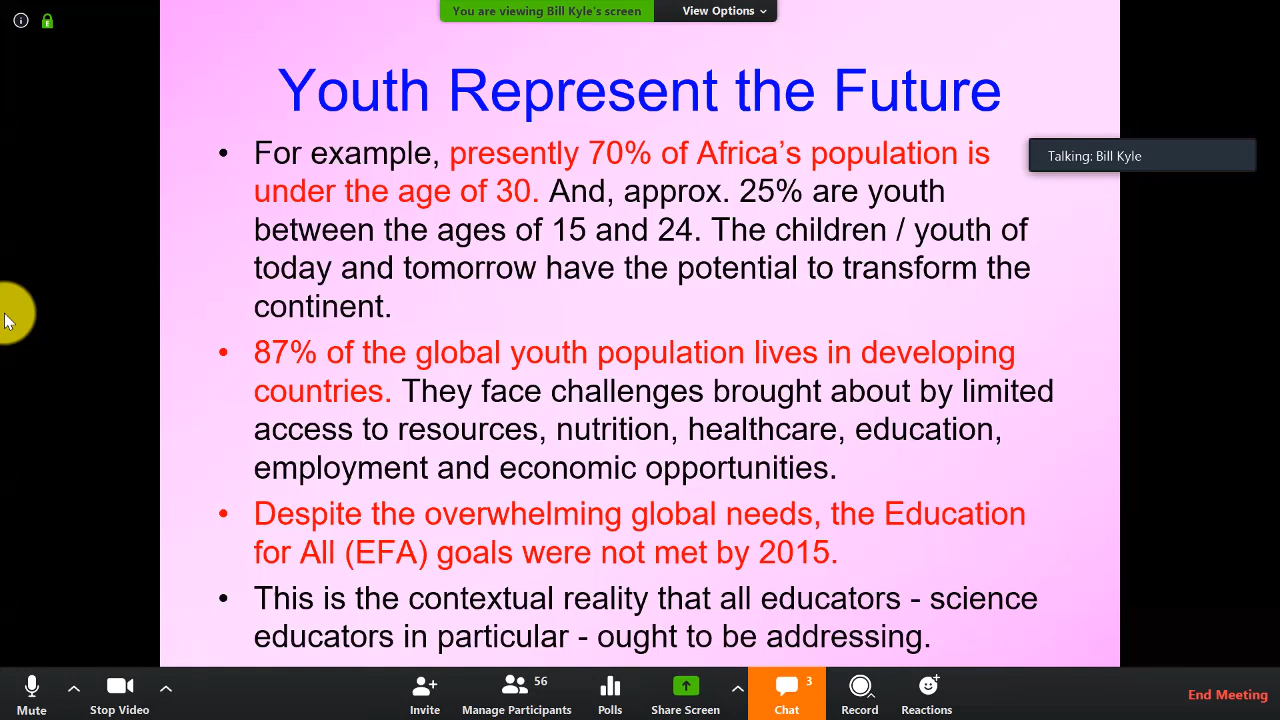 You are viewing Bill Kyle's screen
View Options
Youth Represent the Future
Talking: Bill Kyle
• For example, presently 70% of Africa’s population is
under the age of 30. And, approx. 25% are youth
between the ages of 15 and 24. The children / youth of
today and tomorrow have the potential to transform the
continent.
• 87% of the global youth population lives in developing
countries. They face challenges brought about by limited
access to resources, nutrition, healthcare, education,
employment and economic opportunities.
• Despite the overwhelming global needs, the Education
for All (EFA) goals were not met by 2015.
• This is the contextual reality that all educators - science
educators in particular - ought to be addressing.
Mute
Stop Video
Invite
56
Manage Participants
Polls
Share Screen
3
Chat
Record
Reactions
End Meeting